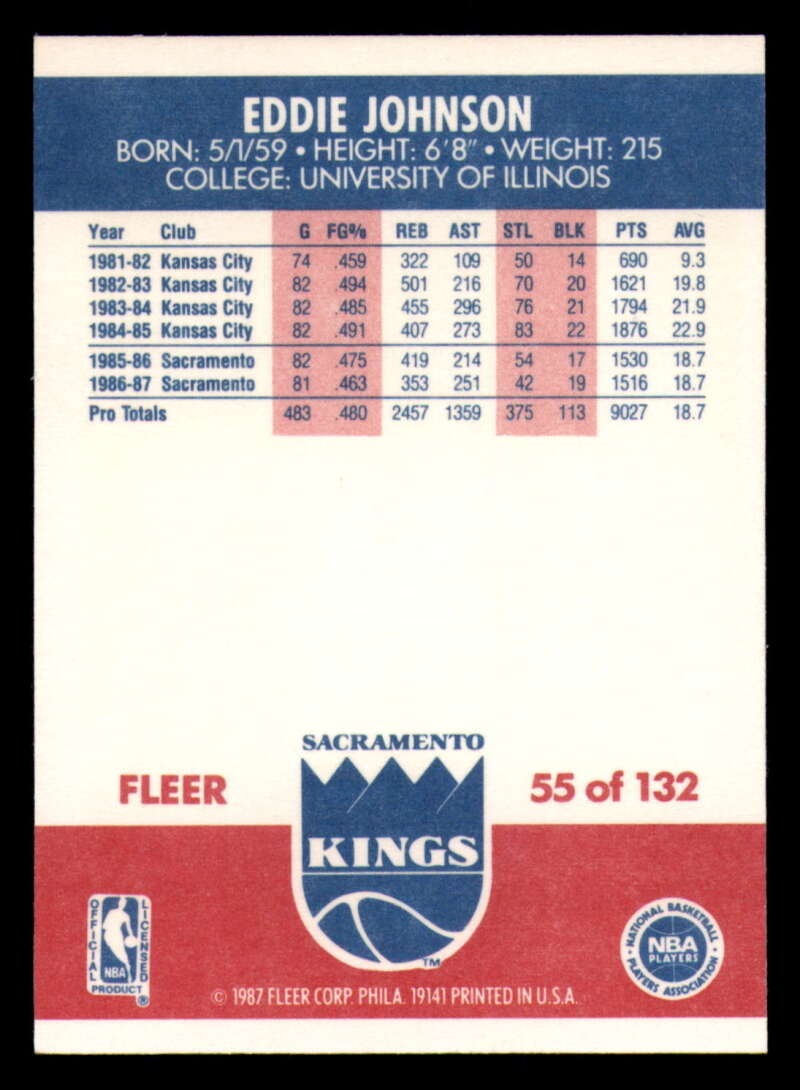 EDDIE JOHNSON
BORN: 5/1/59 • HEIGHT: 6'8" • WEIGHT: 215
COLLEGE: UNIVERSITY OF ILLINOIS
Year Club G FG% REB AST STL BLK PTS AVG
1981-82 Kansas City 74 .459 322 109 50 14 690 9.3
1982-83 Kansas City 82 .494 501 216 70 20 1621 19.8
1983-84 Kansas City 82 .485 455 296 76 21 1794 21.9
1984-85 Kansas City 82 .491 407 273 83 22 1876 22.9
1985-86 Sacramento 82 .475 419 214 54 17 1530 18.7
1986-87 Sacramento 81 .463 353 251 42 19 1516 18.7
Pro Totals 483 .480 2457 1359 375 113 9027 18.7
SACRAMENTO
FLEER
55 of 132
KINGS
TM
OFFICIAL
LICENSED
NBA
PRODUCT ®
NATIONAL BASKETBALL
NBA
PLAYERS
PLAYERS ASSOCIATION
© 1987 FLEER CORP. PHILA. 19141 PRINTED IN U.S.A.